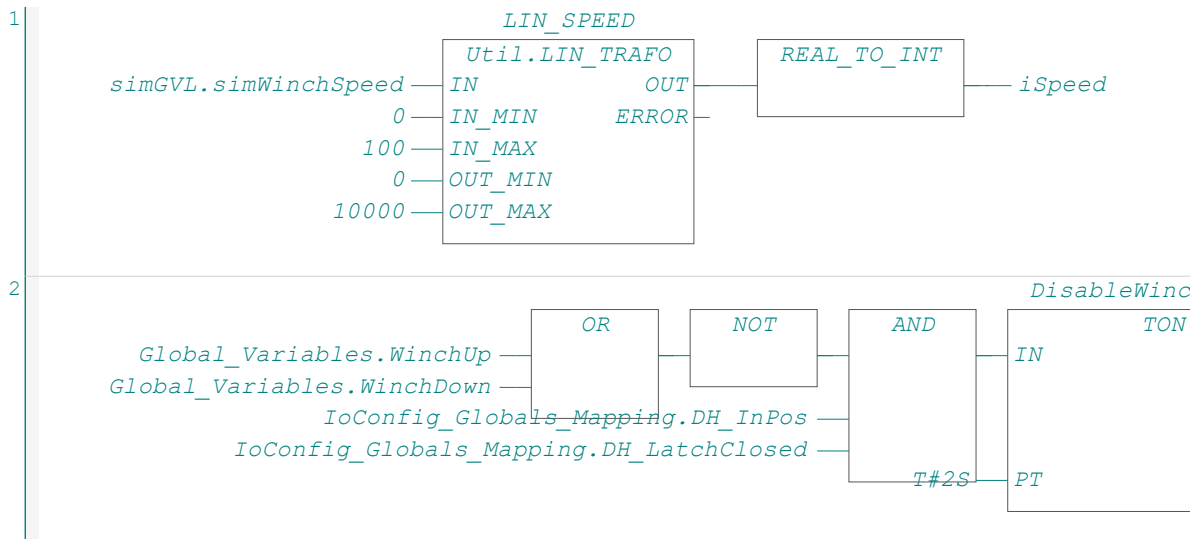 1
LIN_SPEED
Util.LIN_TRAFO
REAL_TO_INT
simGVL.simWinchSpeed IN OUT iSpeed
0 IN_MIN ERROR
100 IN_MAX
0 OUT_MIN
10000 OUT_MAX
2
DisableWinc
OR NOT AND TON
Global_Variables.WinchUp IN
Global_Variables.WinchDown
IoConfig_Globals_Mapping.DH_InPos
IoConfig_Globals_Mapping.DH_LatchClosed
T#2S PT